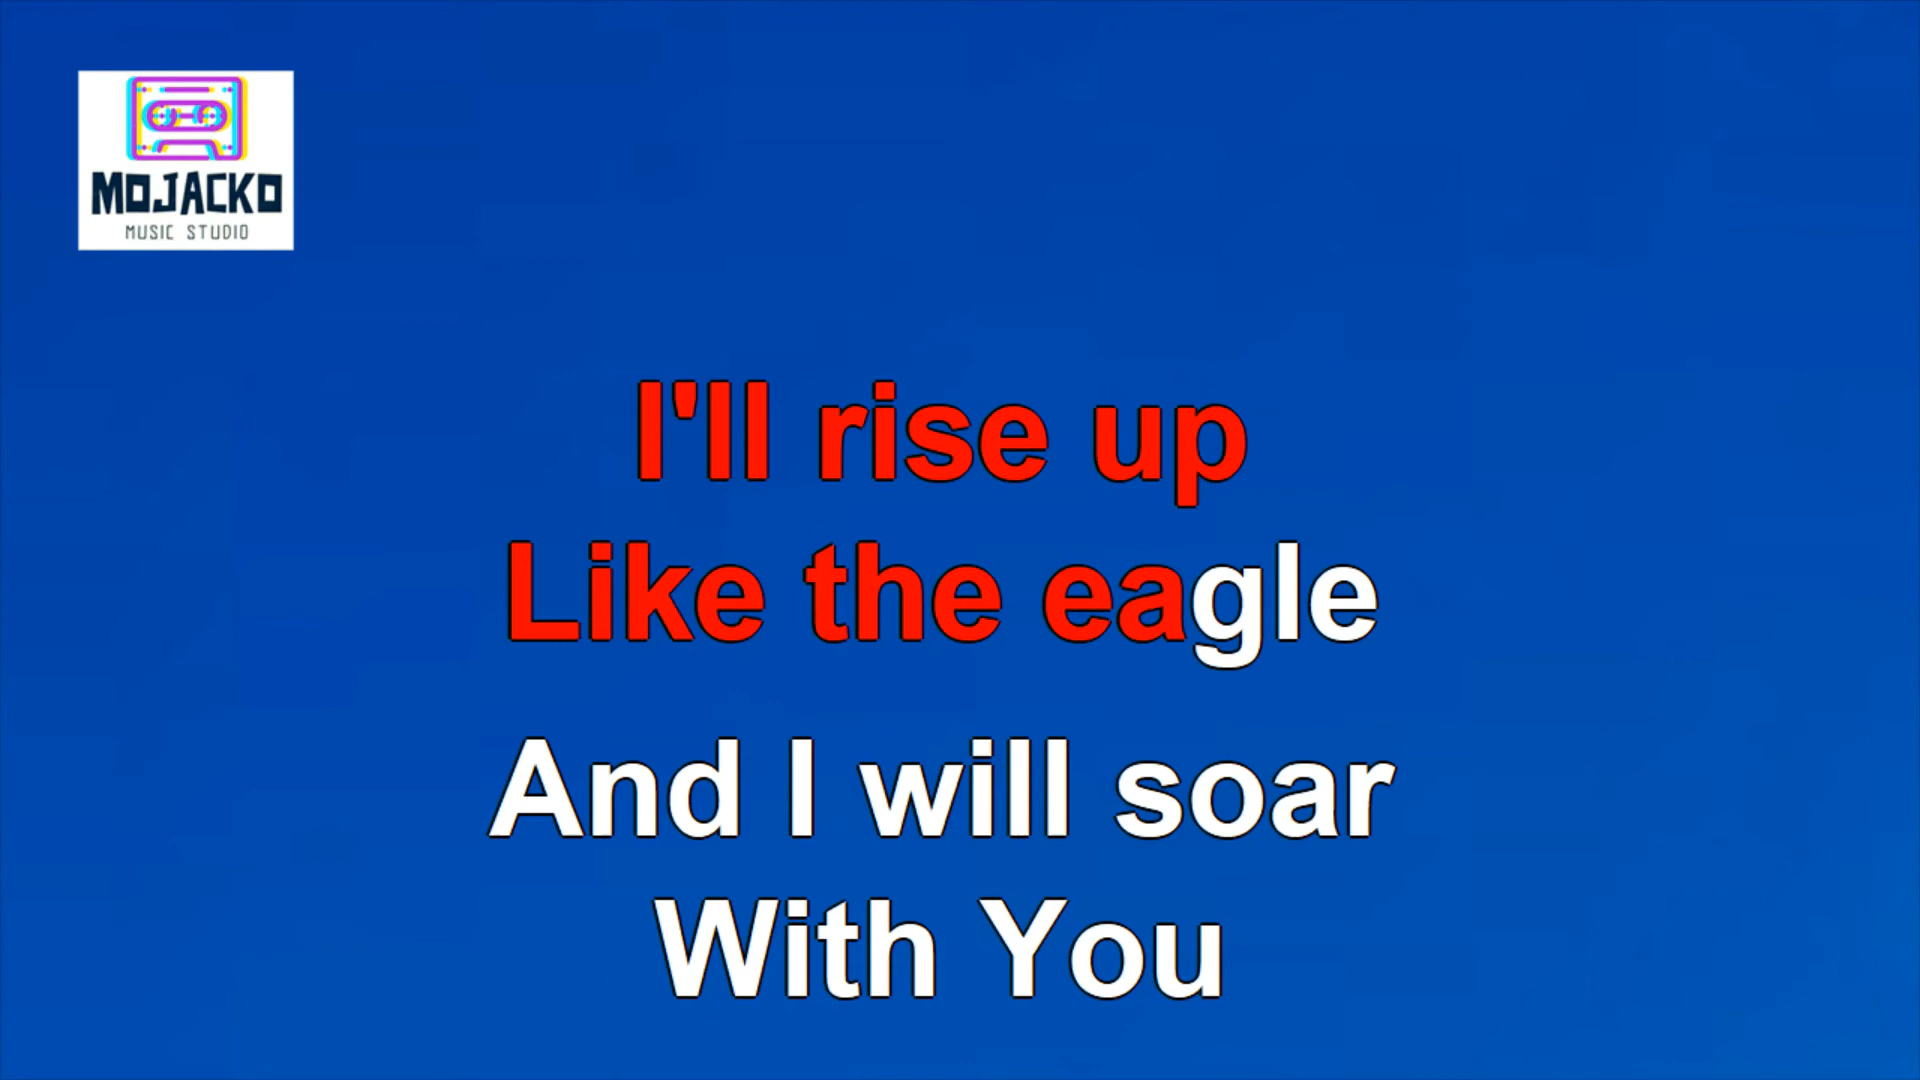 MOJACKO
MUSIC STUDIO
I'll rise up
Like the eagle
And I will soar
With You